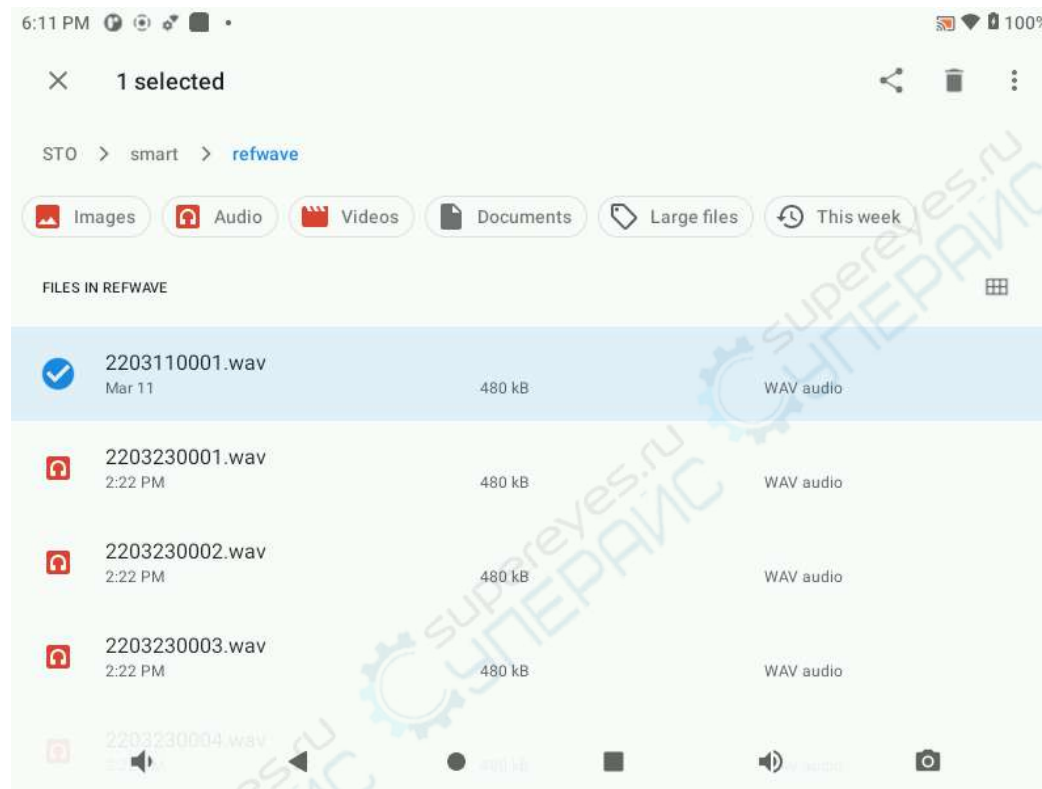 6:11 PM 100%
1 selected
STO > smart > refwave
Images Audio Videos Documents Large files This week
FILES IN REFWAVE
2203110001.wav
Mar 11 480 kB WAV audio
2203230001.wav
2:22 PM 480 kB WAV audio
2203230002.wav
2:22 PM 480 kB WAV audio
2203230003.wav
2:22 PM 480 kB WAV audio
2203230004.wav
supereyes.ru
СУПЕРАЙС
supereyes.ru
СУПЕРАЙС